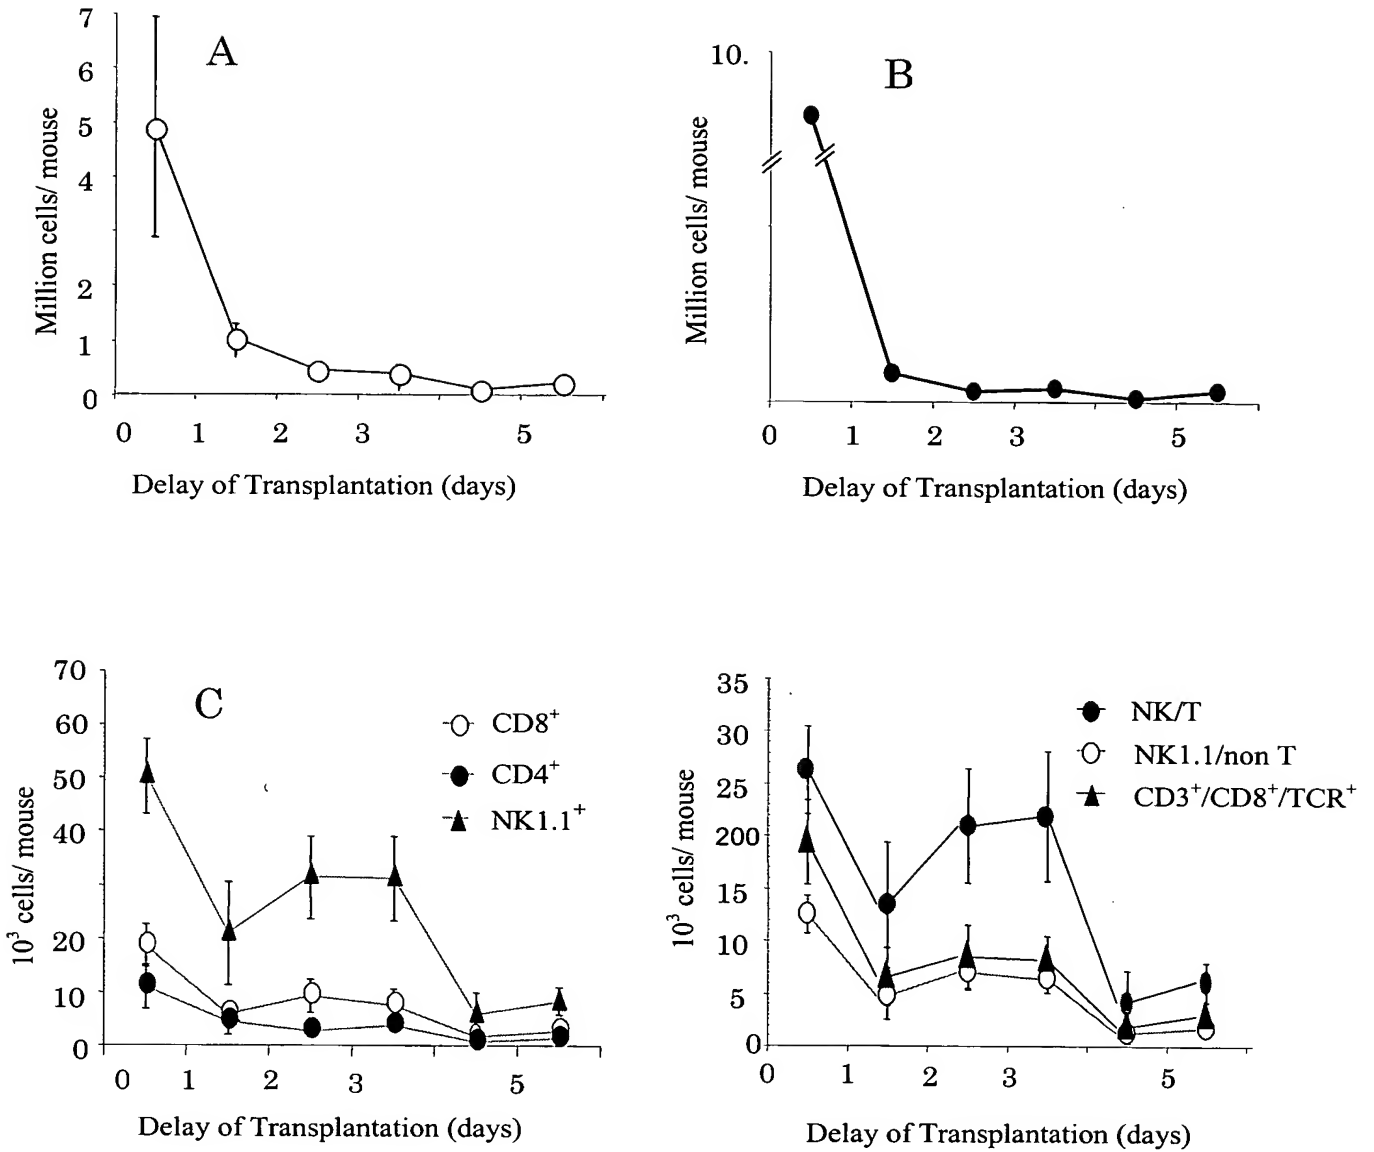 A
7
6
5
4
2
1
0
Million cells/ mouse
0 1 2 3 5
Delay of Transplantation (days)
B
10.
Million cells/ mouse
0 1 2 3 5
Delay of Transplantation (days)
C
70
60
50
40
20
10
0
10³ cells/ mouse
CD8⁺
CD4⁺
NK1.1⁺
0 1 2 3 5
Delay of Transplantation (days)
35
30
25
200
15
10
5
0
10³ cells/ mouse
NK/T
NK1.1/non T
CD3⁺/CD8⁺/TCR⁺
0 1 2 3 5
Delay of Transplantation (days)